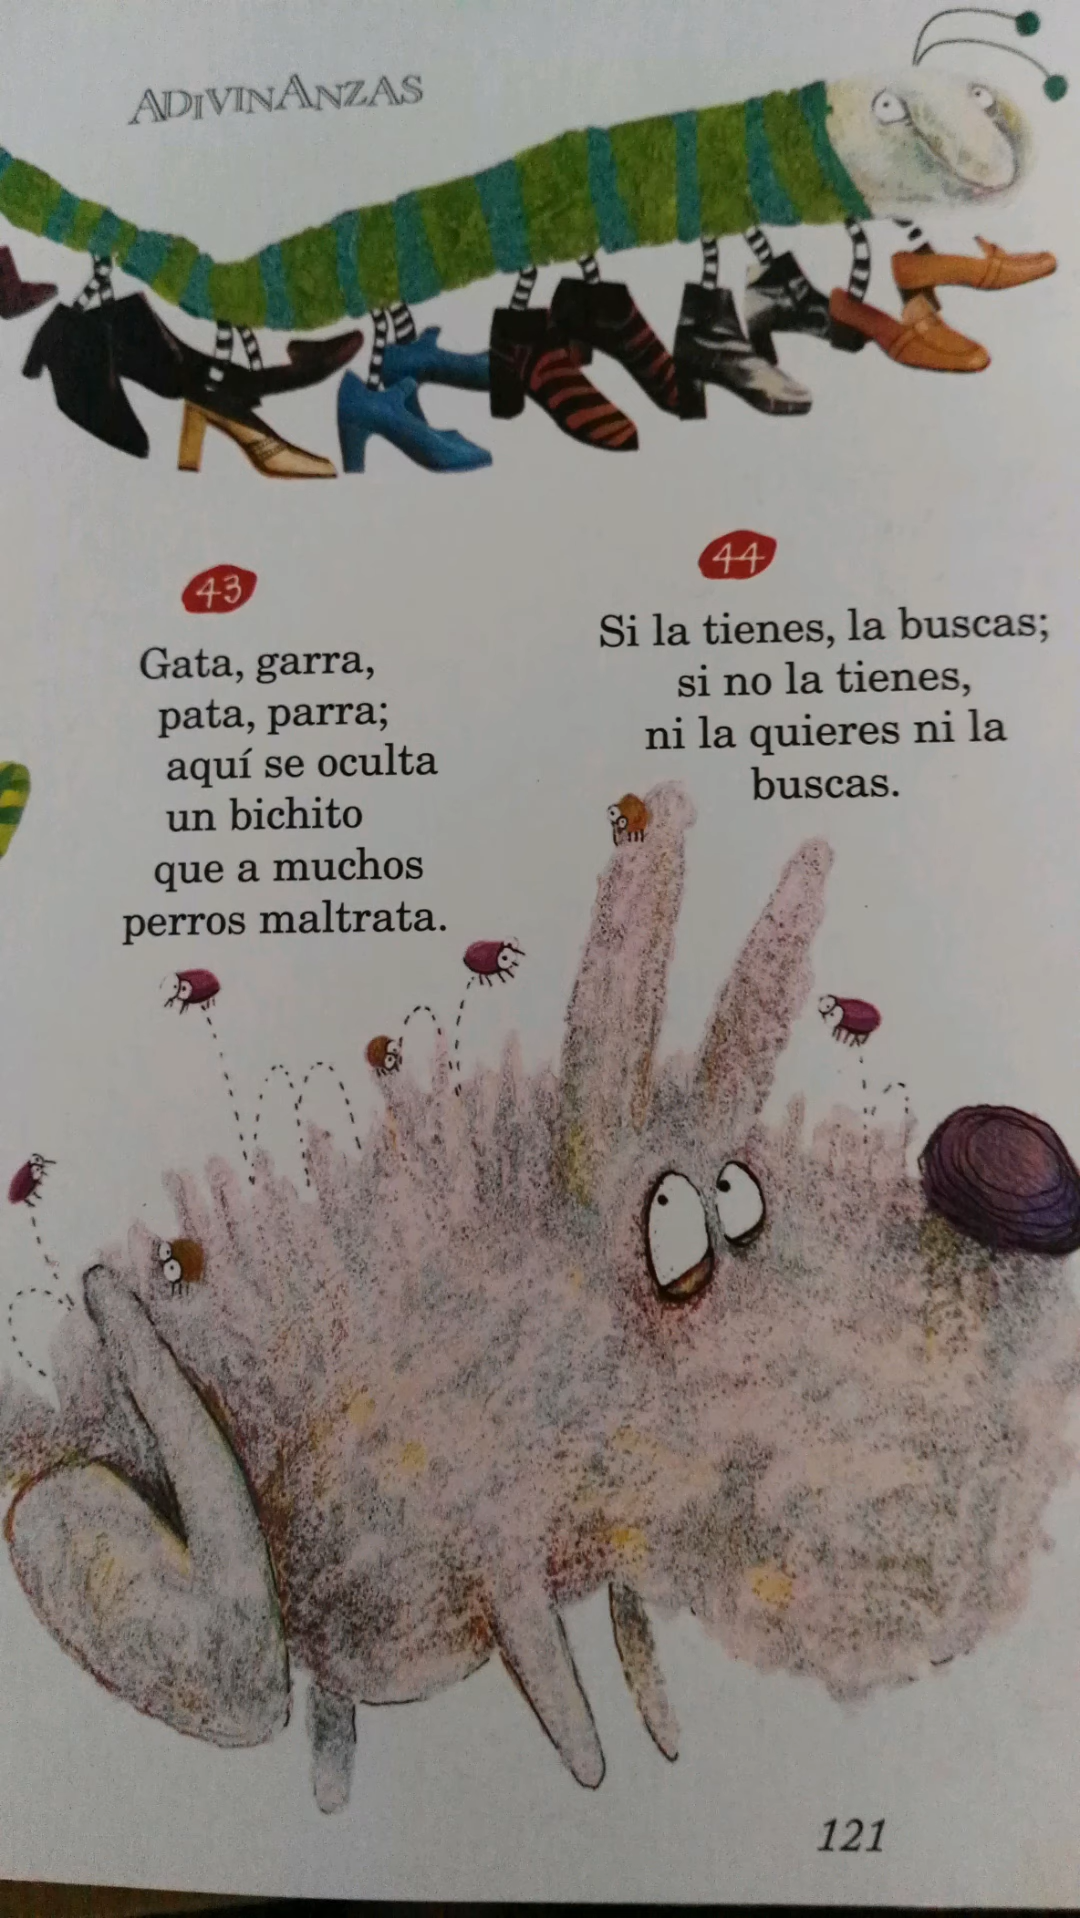 ADiVINANZAS
43
Gata, garra,
pata, parra;
aquí se oculta
un bichito
que a muchos
perros maltrata.
44
Si la tienes, la buscas;
si no la tienes,
ni la quieres ni la
buscas.
121